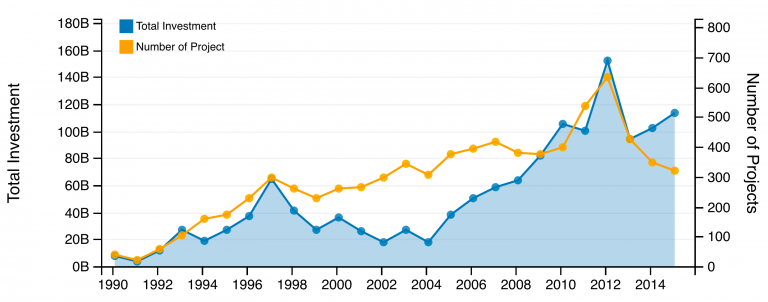 Total Investment
Number of Project
180B
160B
140B
120B
100B
80B
60B
40B
20B
0B
Total Investment
800
700
600
500
400
300
200
100
0
Number of Projects
1990 1992 1994 1996 1998 2000 2002 2004 2006 2008 2010 2012 2014